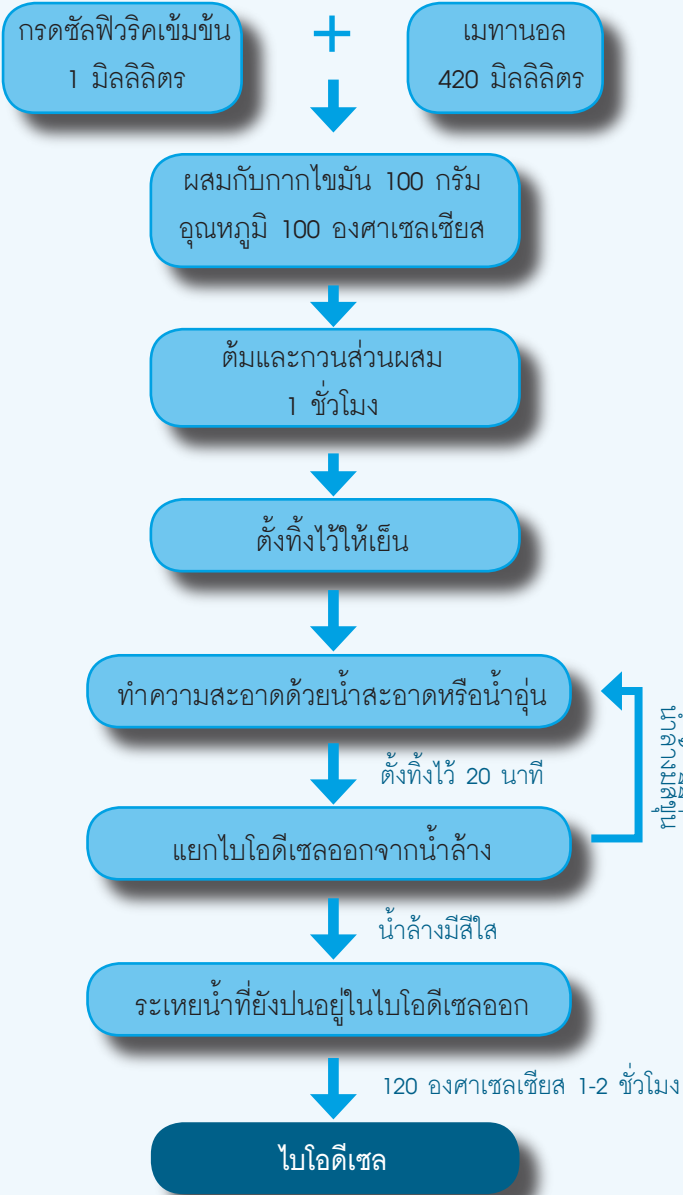 กรดซัลฟิวริคเข้มข้น
1 มิลลิลิตร
+
เมทานอล
420 มิลลิลิตร
ผสมกับกากไขมัน 100 กรัม
อุณหภูมิ 100 องศาเซลเซียส
ต้มและกวนส่วนผสม
1 ชั่วโมง
ตั้งทิ้งไว้ให้เย็น
ทำความสะอาดด้วยน้ำสะอาดหรือน้ำอุ่น
ตั้งทิ้งไว้ 20 นาที
น้ำล้างมีสีขุ่น
แยกไบโอดีเซลออกจากน้ำล้าง
น้ำล้างมีสีใส
ระเหยน้ำที่ยังปนอยู่ในไบโอดีเซลออก
120 องศาเซลเซียส 1-2 ชั่วโมง
ไบโอดีเซล